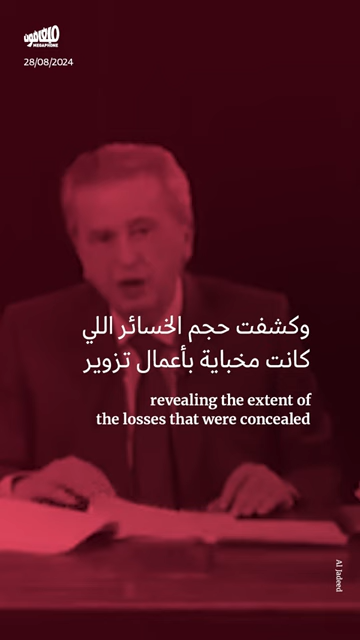 ميغافون
MEGAPHONE
28/08/2024
وكشفت حجم الخسائر اللي
كانت مخباية بأعمال تزوير
revealing the extent of
the losses that were concealed
Al Jadeed